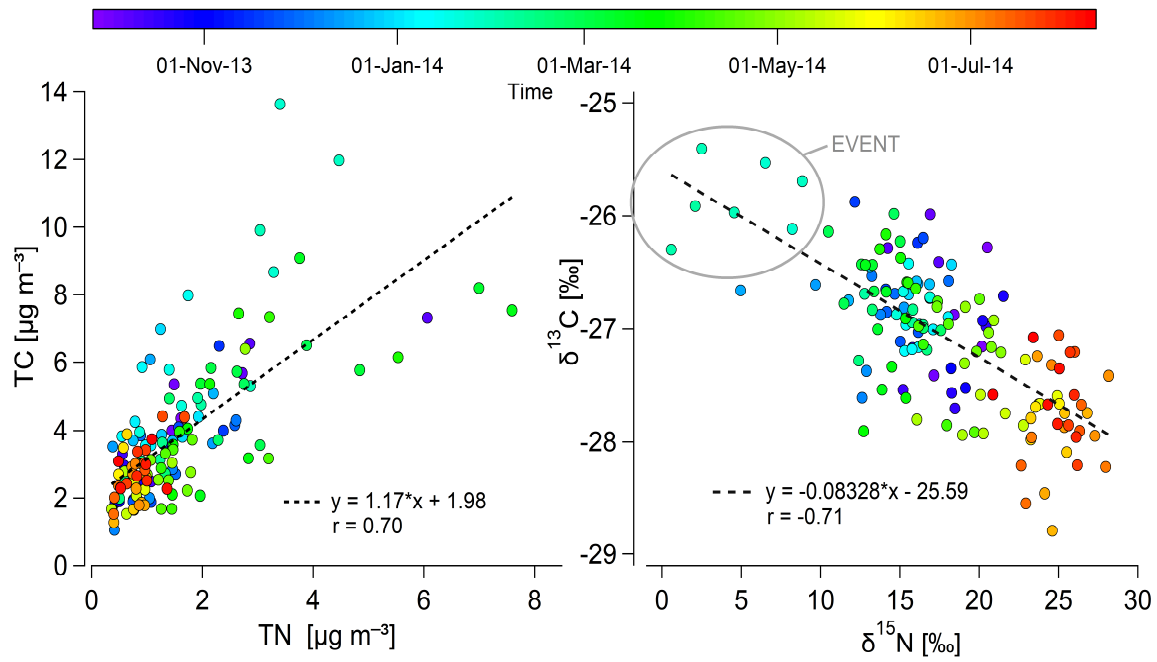 01-Nov-13 01-Jan-14 01-Mar-14 01-May-14 01-Jul-14
Time
14
12
10
8
6
4
2
0
TC [µg m⁻³]
0 2 4 6 8
TN [µg m⁻³]
y = 1.17*x + 1.98
r = 0.70
-25
-26
-27
-28
-29
δ¹³C [‰]
EVENT
y = -0.08328*x - 25.59
r = -0.71
0 5 10 15 20 25 30
δ¹⁵N [‰]